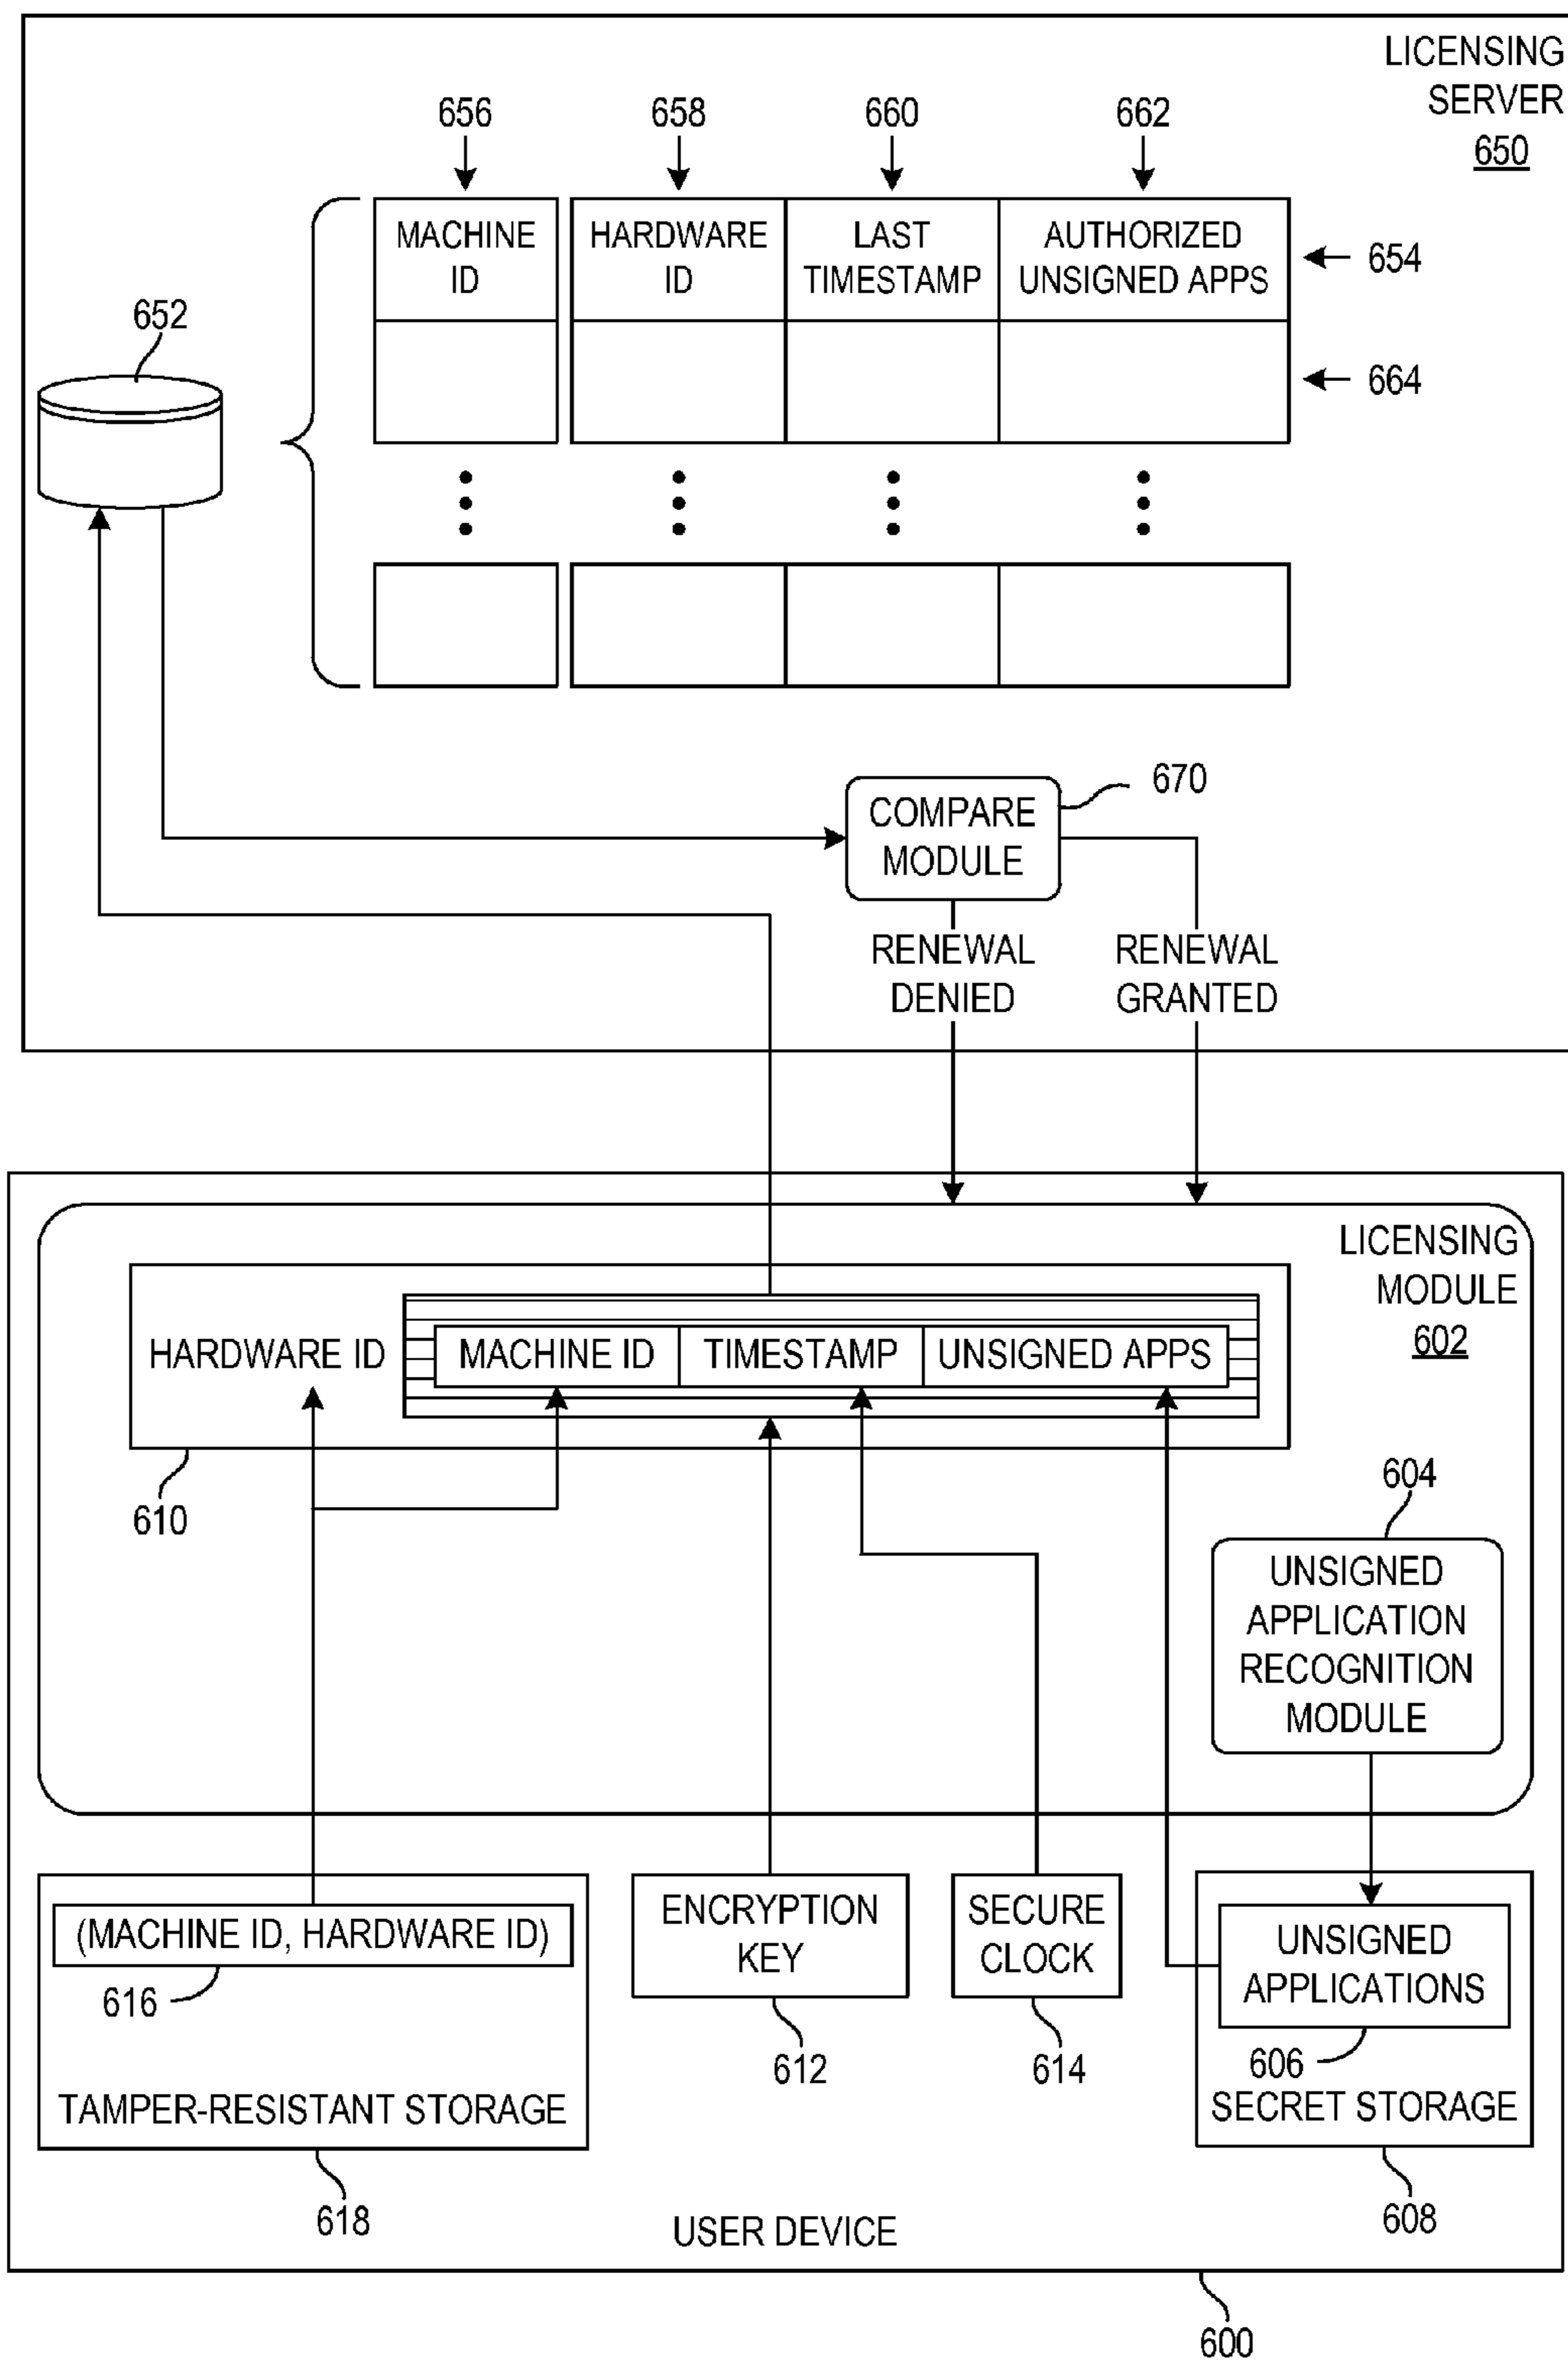 LICENSING
SERVER
650
656
658
660
662
MACHINE
ID
HARDWARE
ID
LAST
TIMESTAMP
AUTHORIZED
UNSIGNED APPS
654
652
664
670
COMPARE
MODULE
RENEWAL
DENIED
RENEWAL
GRANTED
LICENSING
MODULE
602
HARDWARE ID
MACHINE ID
TIMESTAMP
UNSIGNED APPS
610
604
UNSIGNED
APPLICATION
RECOGNITION
MODULE
(MACHINE ID, HARDWARE ID)
616
TAMPER-RESISTANT STORAGE
618
ENCRYPTION
KEY
612
SECURE
CLOCK
614
UNSIGNED
APPLICATIONS
606
SECRET STORAGE
608
USER DEVICE
600